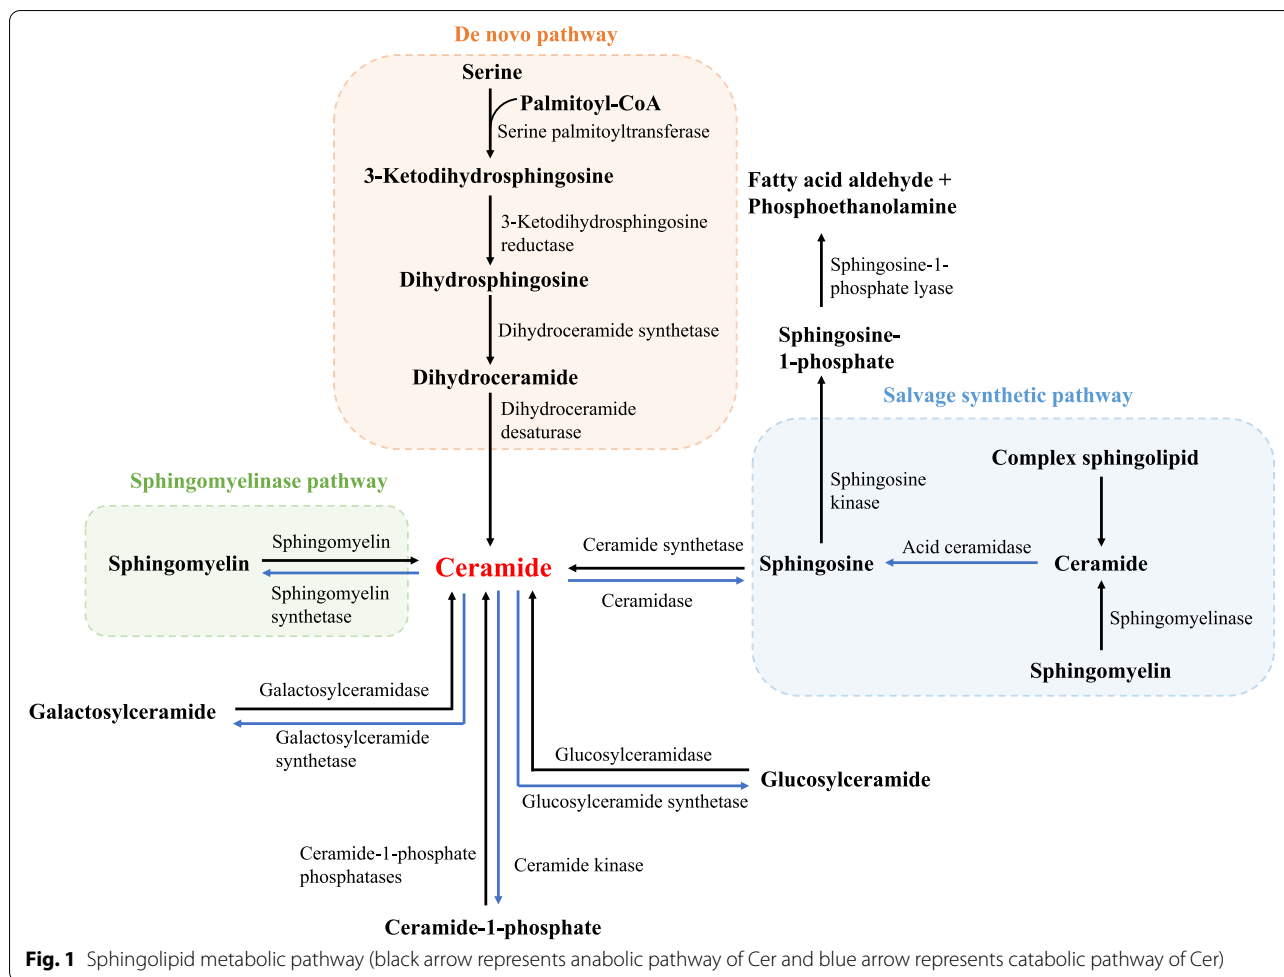 De novo pathway
Serine
Palmitoyl-CoA
Serine palmitoyltransferase
3-Ketodihydrosphingosine
3-Ketodihydrosphingosine
reductase
Dihydrosphingosine
Dihydroceramide synthetase
Dihydroceramide
Dihydroceramide
desaturase
Fatty acid aldehyde +
Phosphoethanolamine
Sphingosine-1-
phosphate lyase
Sphingosine-
1-phosphate
Sphingosine
kinase
Salvage synthetic pathway
Complex sphingolipid
Sphingosine
Acid ceramidase
Ceramide
Sphingomyelinase
Sphingomyelin
Sphingomyelinase pathway
Sphingomyelin
Sphingomyelin
Sphingomyelin
synthetase
Ceramide
Ceramide synthetase
Ceramidase
Galactosylceramide
Galactosylceramidase
Galactosylceramide
synthetase
Glucosylceramidase
Glucosylceramide synthetase
Glucosylceramide
Ceramide-1-phosphate
phosphatases
Ceramide kinase
Ceramide-1-phosphate
Fig. 1 Sphingolipid metabolic pathway (black arrow represents anabolic pathway of Cer and blue arrow represents catabolic pathway of Cer)